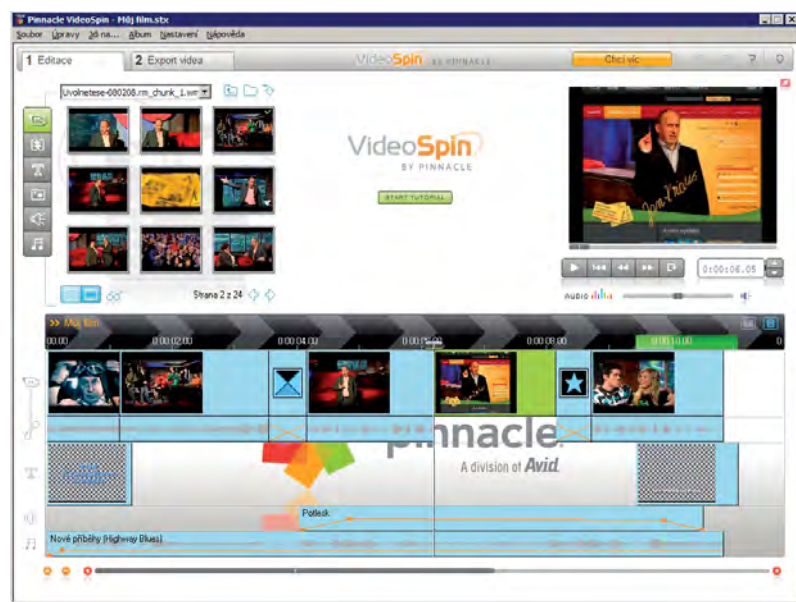 Pinnacle VideoSpin - Můj film.stx
Soubor Úpravy Jdi na... Album Nastavení Nápověda
1 Editace
2 Export videa
VideoSpin BY PINNACLE
Chci víc
?
Uvolnetese-080208.rm_chunk_1.wm
VideoSpin
BY PINNACLE
START TUTORIAL
0:00:06.05
AUDIO
Strana 2 z 24
>> Můj film
00.00 0:00:02.00 0:00:04.00 0:00:08.00 0:00:10.00 0
pinnacle
A division of Avid
Potlesk
Nové příběhy (Highway Blues)